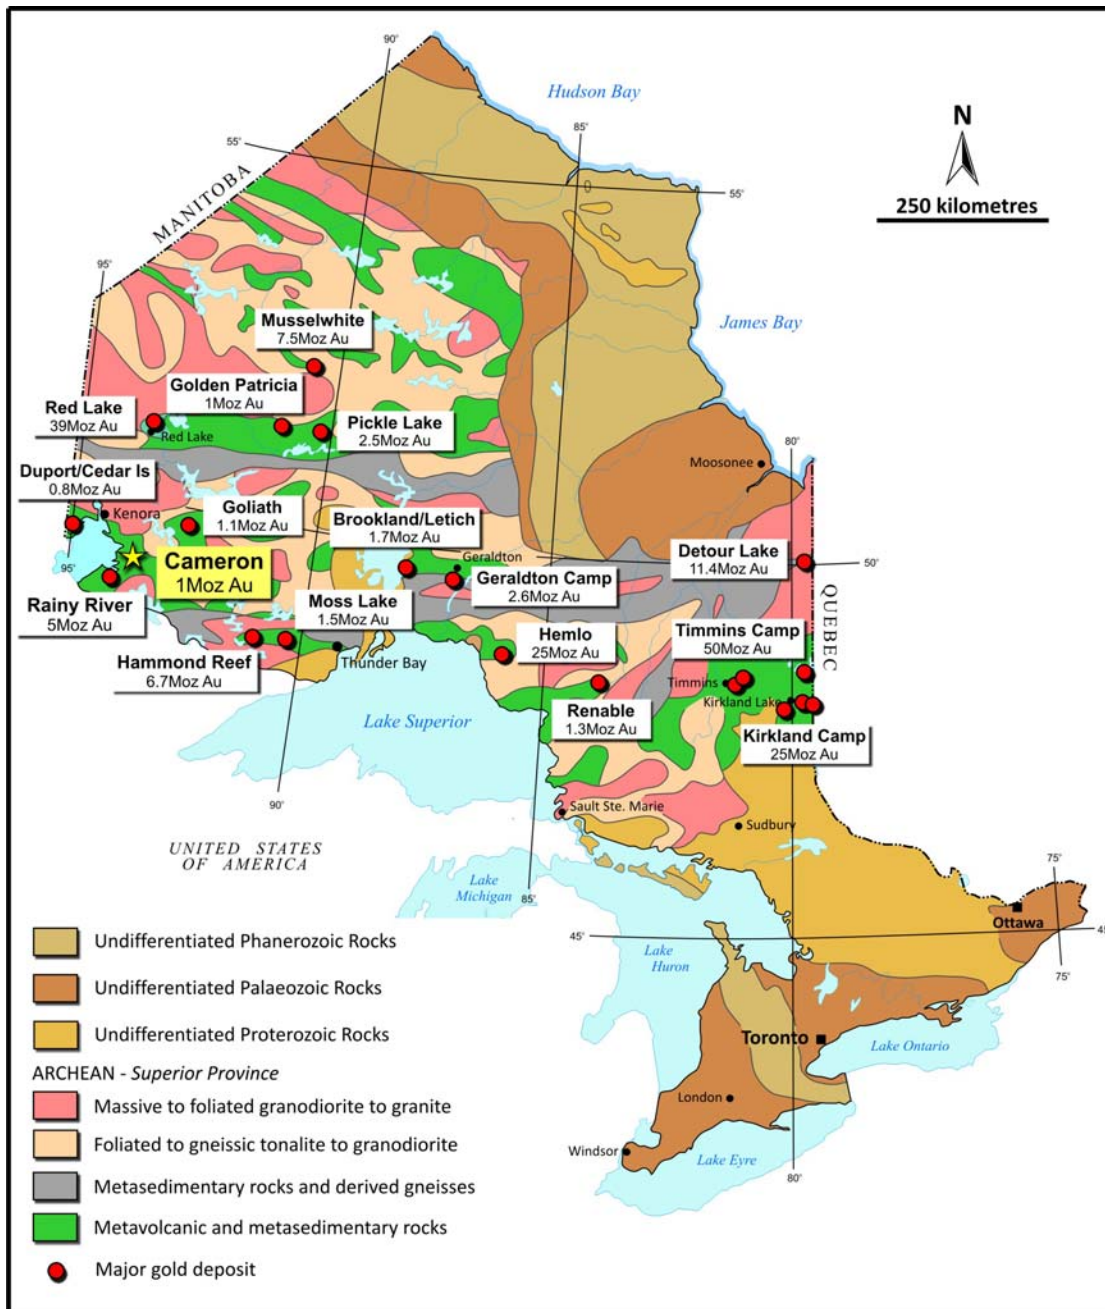 90°
Hudson Bay
85°
N
55°
250 kilometres
55°
MANITOBA
95°
James Bay
Musselwhite
7.5Moz Au
Golden Patricia
1Moz Au
Red Lake
39Moz Au
Red Lake
Pickle Lake
2.5Moz Au
80°
Moosonee
Duport/Cedar Is
0.8Moz Au
Kenora
Goliath
1.1Moz Au
Brookland/Letich
1.7Moz Au
Geraldton
Detour Lake
11.4Moz Au
50°
95°
Cameron
1Moz Au
Geraldton Camp
2.6Moz Au
QUEBEC
Rainy River
5Moz Au
Moss Lake
1.5Moz Au
Hemlo
25Moz Au
Timmins Camp
50Moz Au
Hammond Reef
6.7Moz Au
Thunder Bay
Timmins
Kirkland Lake
Renable
1.3Moz Au
Lake Superior
Kirkland Camp
25Moz Au
90°
Sault Ste. Marie
Sudbury
UNITED STATES
OF AMERICA
Lake
Michigan
85°
75°
Ottawa
45°
45°
75°
Lake
Huron
Toronto
Lake Ontario
London
Windsor
Lake Eyre
80°
Undifferentiated Phanerozoic Rocks
Undifferentiated Palaeozoic Rocks
Undifferentiated Proterozoic Rocks
ARCHEAN - Superior Province
Massive to foliated granodiorite to granite
Foliated to gneissic tonalite to granodiorite
Metasedimentary rocks and derived gneisses
Metavolcanic and metasedimentary rocks
Major gold deposit